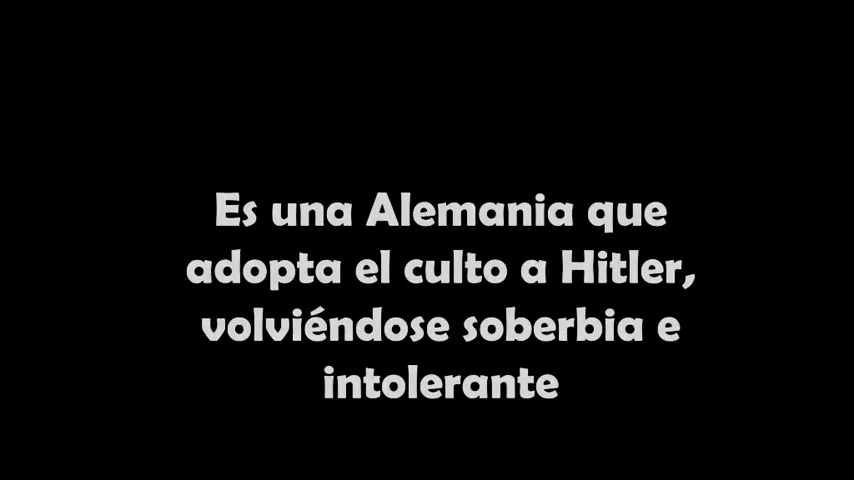 Es una Alemania que
adopta el culto a Hitler,
volviéndose soberbia e
intolerante